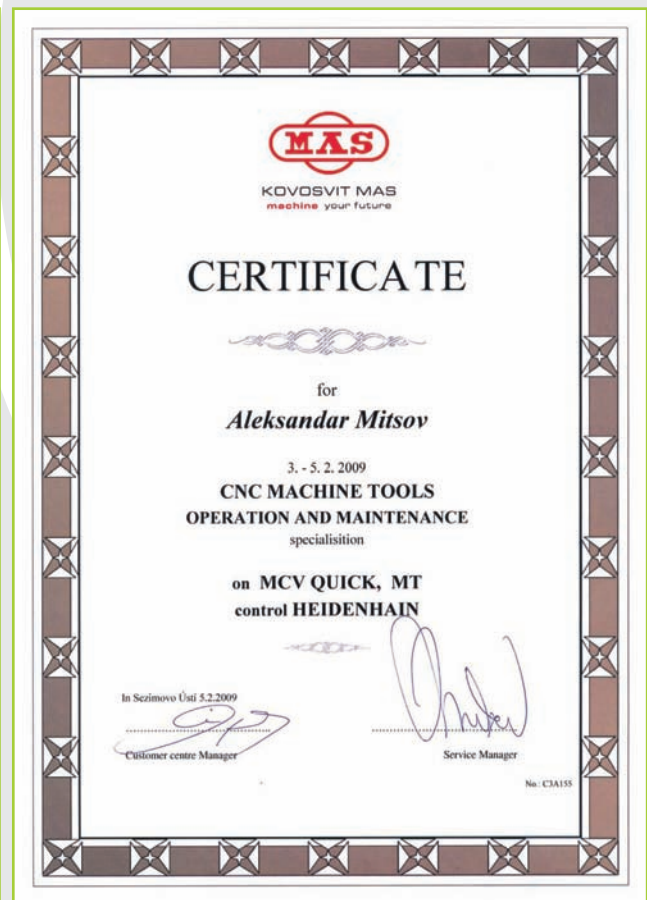 MAS
KOVOSVIT MAS
machine your future
CERTIFICATE
for
Aleksandar Mitsov
3. - 5. 2. 2009
CNC MACHINE TOOLS
OPERATION AND MAINTENANCE
specialisition
on MCV QUICK, MT
control HEIDENHAIN
In Sezimovo Ústí 5.2.2009
Customer centre Manager
Service Manager
No.: C3A155